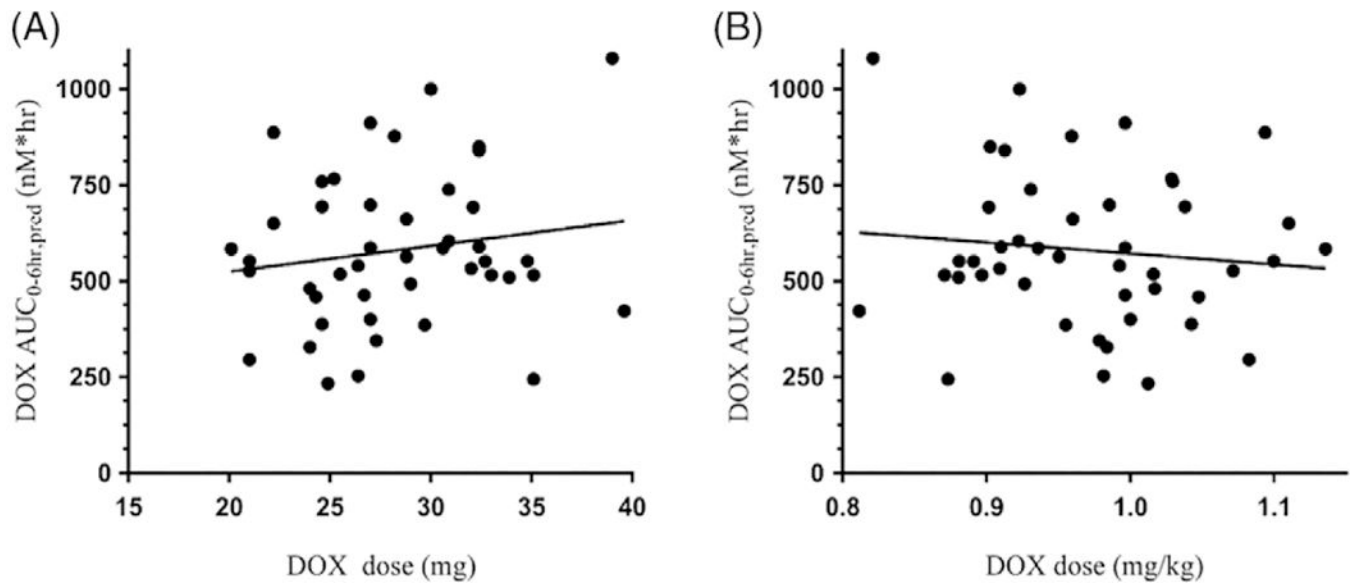 (A)
DOX AUC0-6hr,pred (nM*hr)
1000
750
500
250
0
15 20 25 30 35 40
DOX dose (mg)
(B)
DOX AUC0-6hr,pred (nM*hr)
1000
750
500
250
0
0.8 0.9 1.0 1.1
DOX dose (mg/kg)